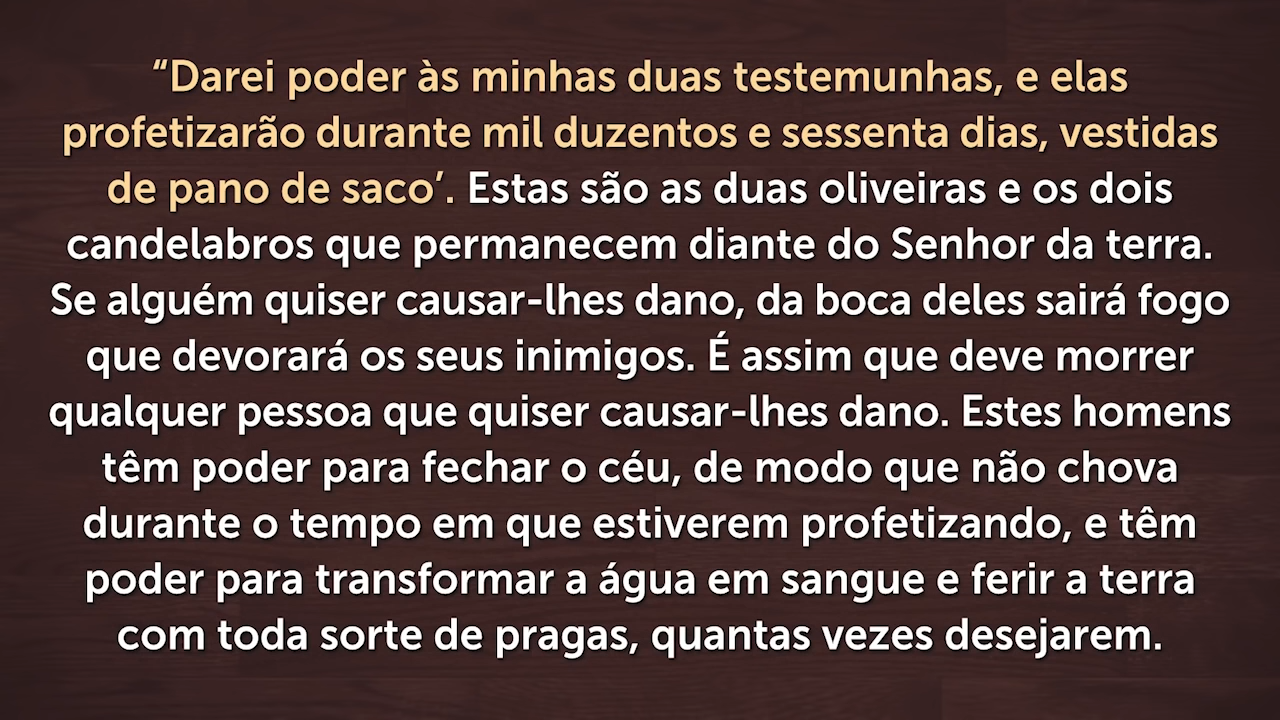 “Darei poder às minhas duas testemunhas, e elas
profetizarão durante mil duzentos e sessenta dias, vestidas
de pano de saco’. Estas são as duas oliveiras e os dois
candelabros que permanecem diante do Senhor da terra.
Se alguém quiser causar-lhes dano, da boca deles sairá fogo
que devorará os seus inimigos. É assim que deve morrer
qualquer pessoa que quiser causar-lhes dano. Estes homens
têm poder para fechar o céu, de modo que não chova
durante o tempo em que estiverem profetizando, e têm
poder para transformar a água em sangue e ferir a terra
com toda sorte de pragas, quantas vezes desejarem.